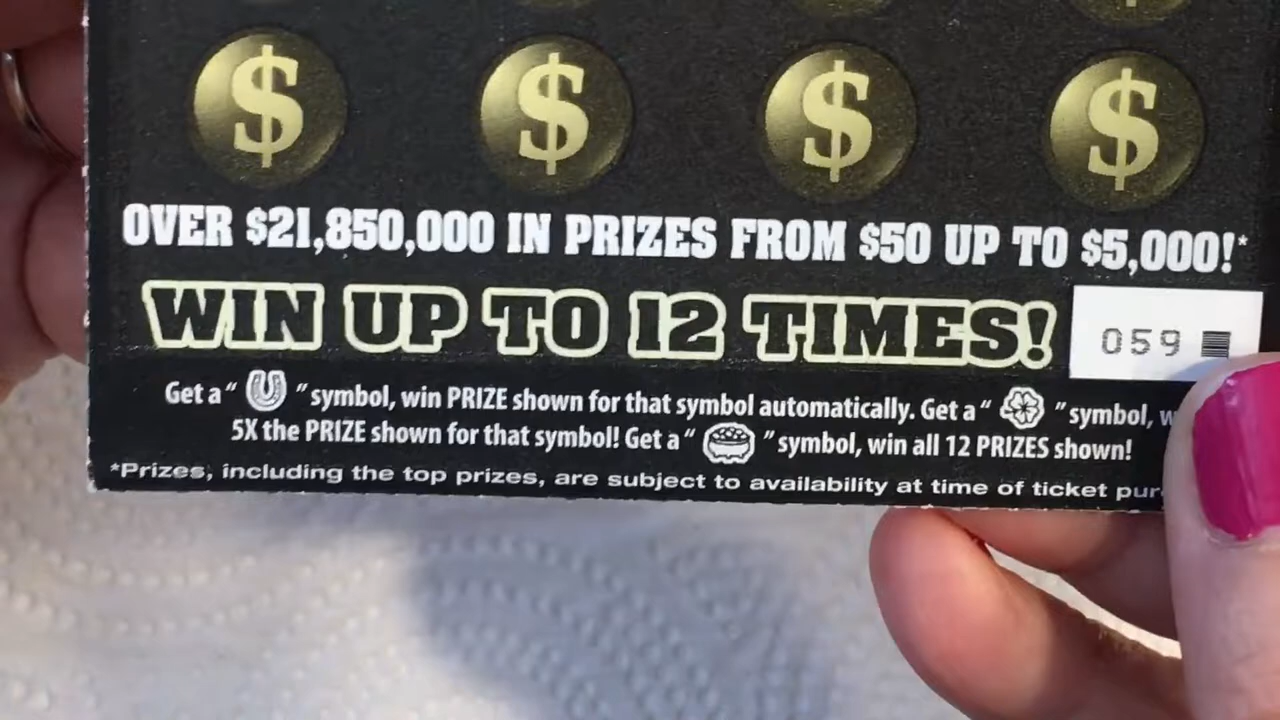 $ $ $ $
OVER $21,850,000 IN PRIZES FROM $50 UP TO $5,000!*
WIN UP TO 12 TIMES!
059
Get a " " symbol, win PRIZE shown for that symbol automatically. Get a " " symbol,
5X the PRIZE shown for that symbol! Get a " " symbol, win all 12 PRIZES shown!
*Prizes, including the top prizes, are subject to availability at time of ticket